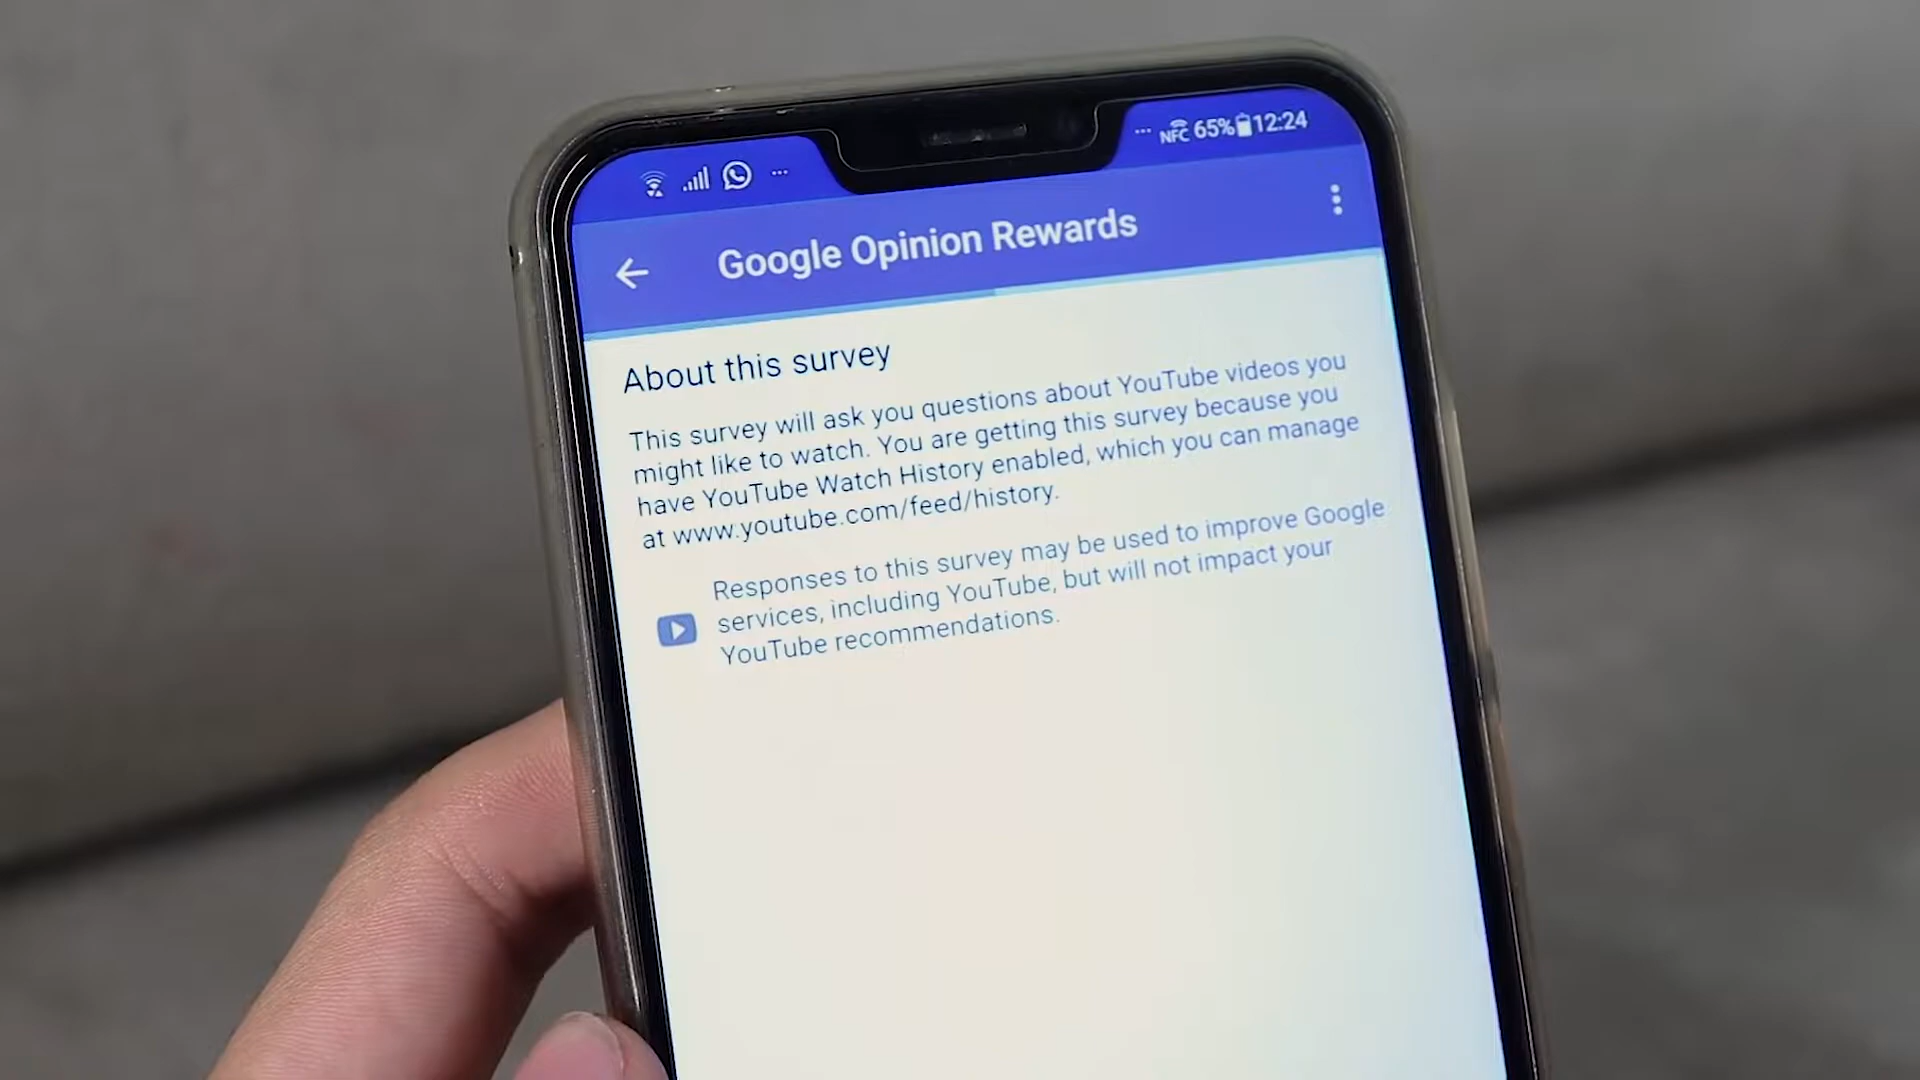 NFC 65% 12:24
Google Opinion Rewards
About this survey
This survey will ask you questions about YouTube videos you
might like to watch. You are getting this survey because you
have YouTube Watch History enabled, which you can manage
at www.youtube.com/feed/history.
Responses to this survey may be used to improve Google
services, including YouTube, but will not impact your
YouTube recommendations.